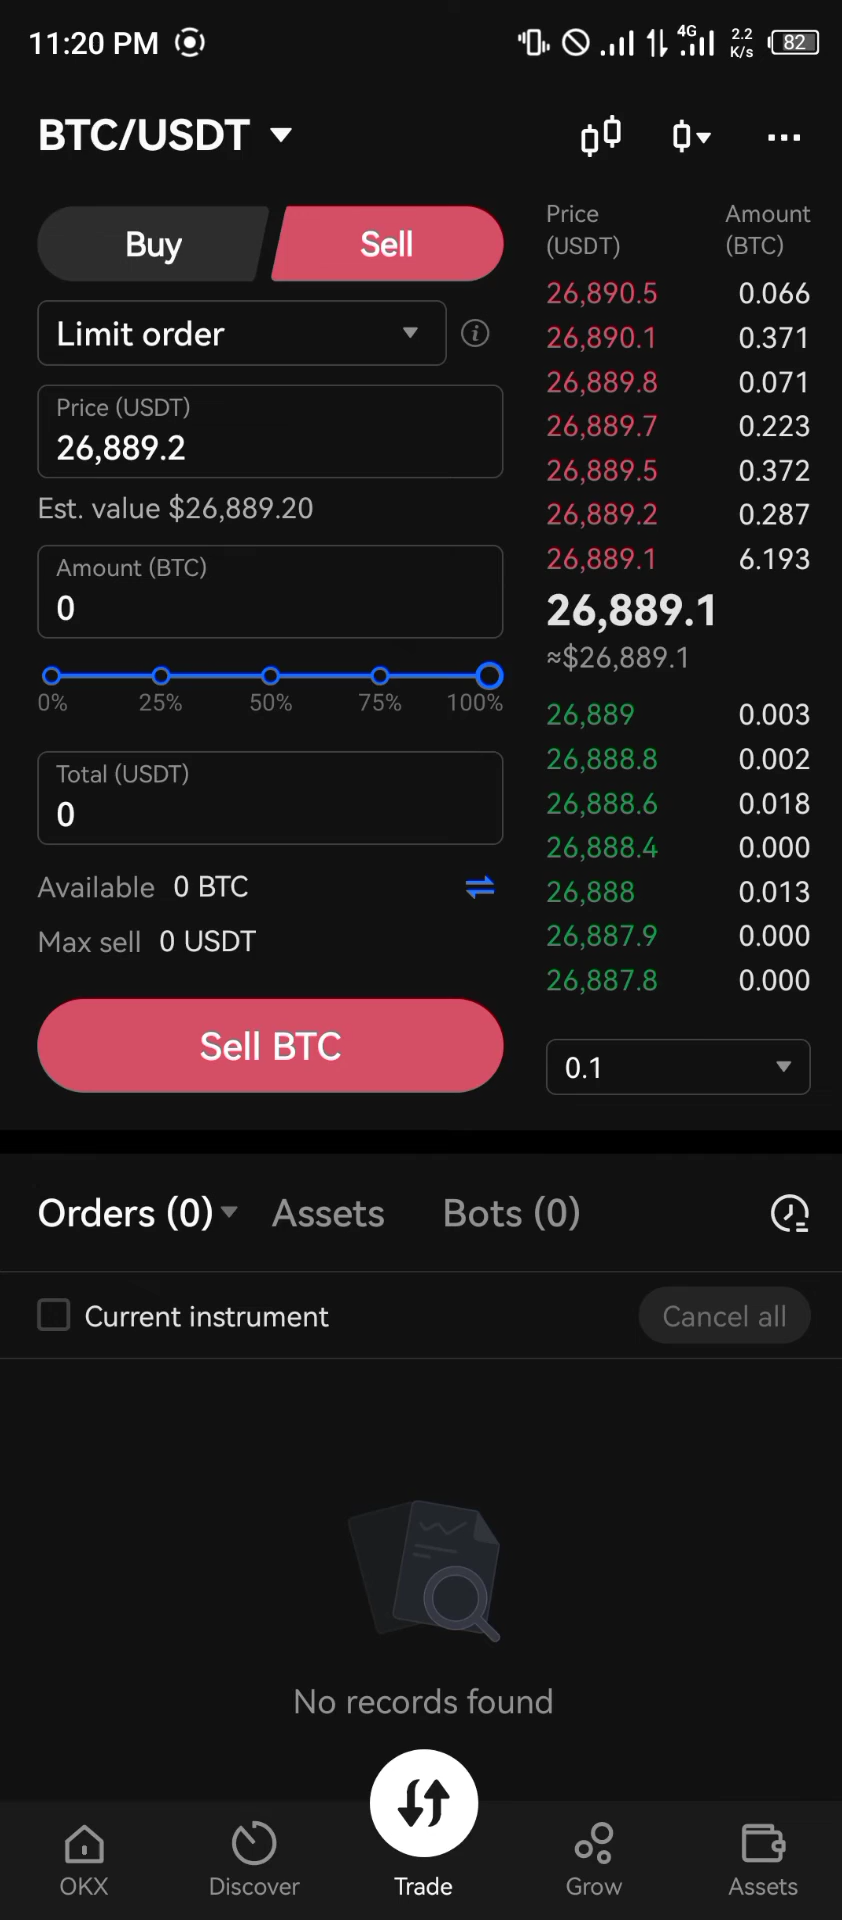 11:20 PM
4G
2.2
K/s
82
BTC/USDT
Buy
Sell
Limit order
Price (USDT)
26,889.2
Est. value $26,889.20
Amount (BTC)
0
0% 25% 50% 75% 100%
Total (USDT)
0
Available 0 BTC
Max sell 0 USDT
Sell BTC
Price Amount
(USDT) (BTC)
26,890.5 0.066
26,890.1 0.371
26,889.8 0.071
26,889.7 0.223
26,889.5 0.372
26,889.2 0.287
26,889.1 6.193
26,889.1
≈$26,889.1
26,889 0.003
26,888.8 0.002
26,888.6 0.018
26,888.4 0.000
26,888 0.013
26,887.9 0.000
26,887.8 0.000
0.1
Orders (0) Assets Bots (0)
Current instrument Cancel all
No records found
OKX Discover Trade Grow Assets